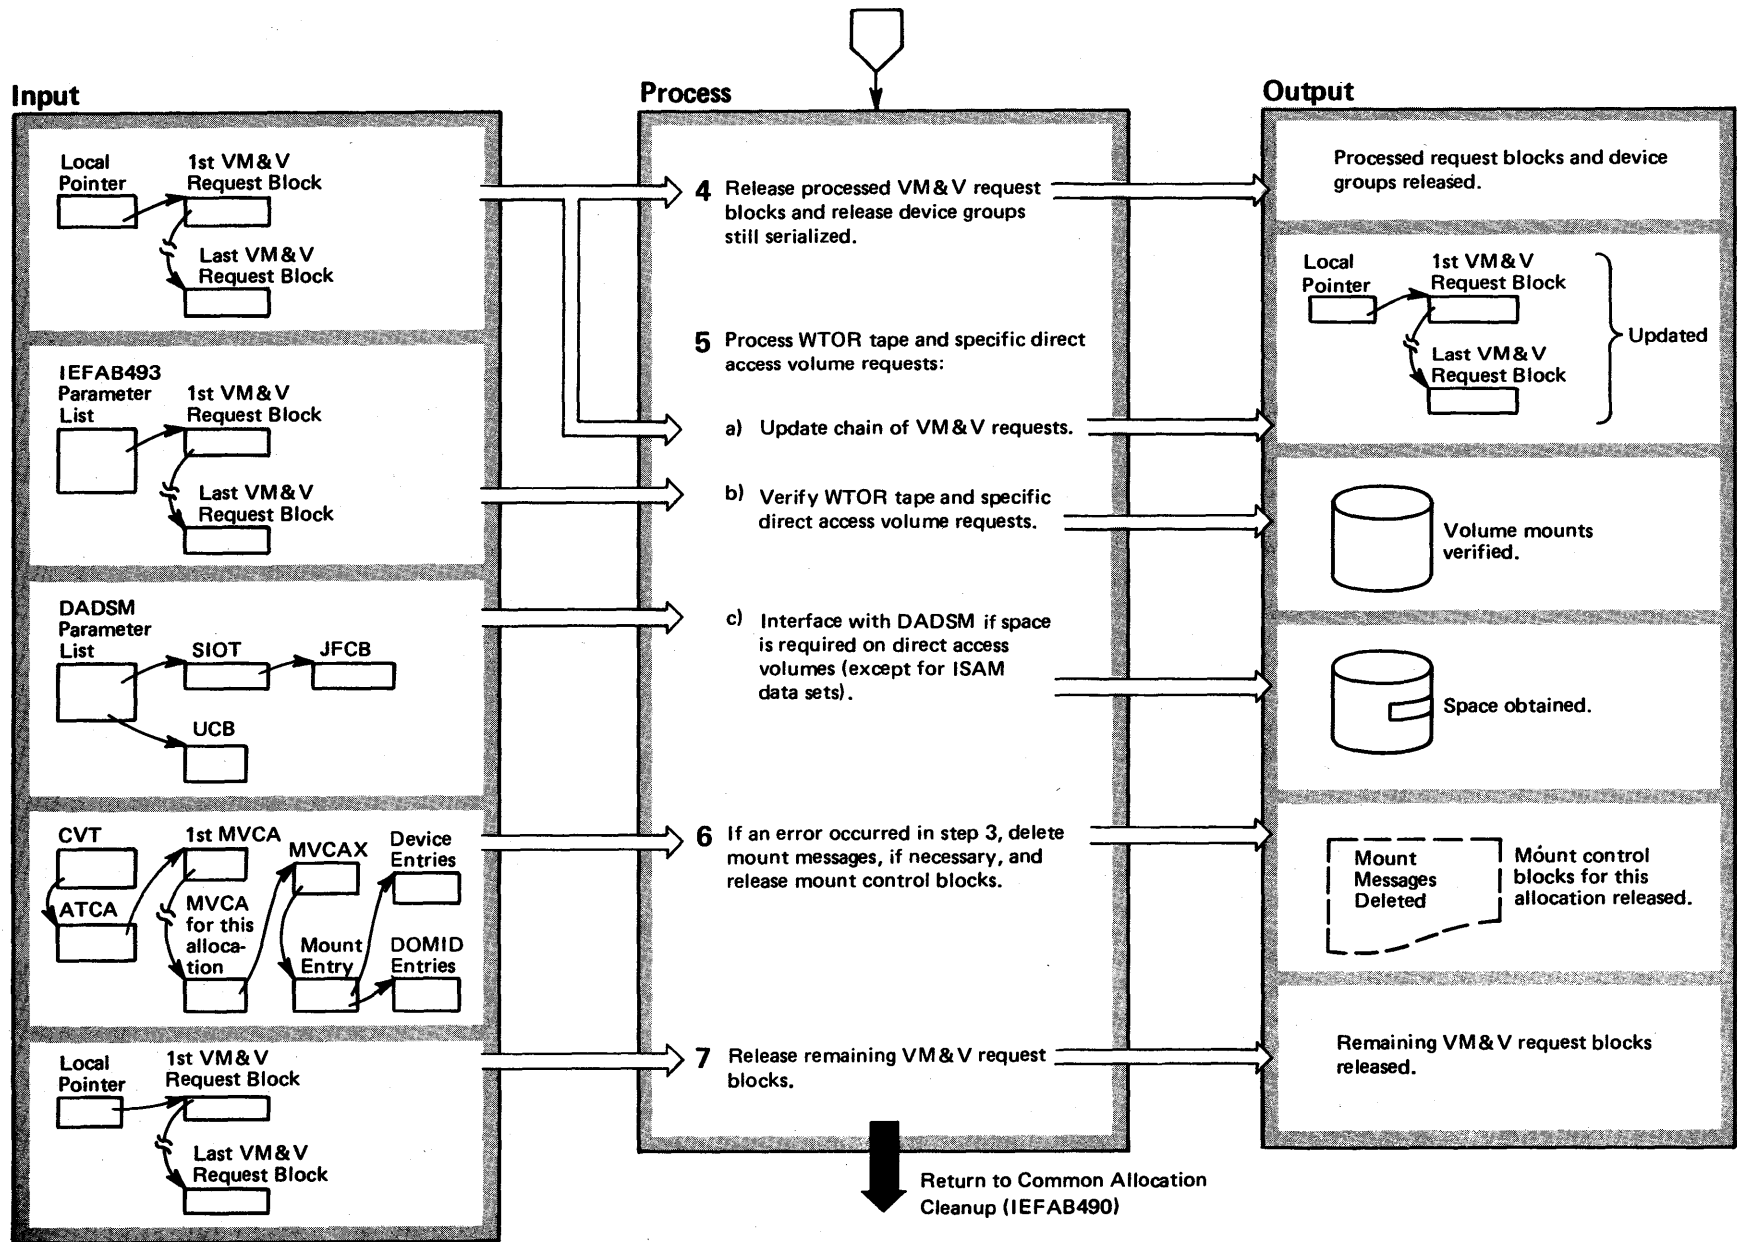 Input
Local
Pointer
1st VM&V
Request Block
Last VM&V
Request Block
IEFAB493
Parameter
List
1st VM&V
Request Block
Last VM&V
Request Block
DADSM
Parameter
List
SIOT
JFCB
UCB
CVT
ATCA
1st MVCA
MVCA
for this
alloca-
tion
MVCAX
Mount
Entry
Device
Entries
DOMID
Entries
Local
Pointer
1st VM&V
Request Block
Last VM&V
Request Block
Process
4 Release processed VM&V request
blocks and release device groups
still serialized.
5 Process WTOR tape and specific direct
access volume requests:
a) Update chain of VM&V requests.
b) Verify WTOR tape and specific
direct access volume requests.
c) Interface with DADSM if space
is required on direct access
volumes (except for ISAM
data sets).
6 If an error occurred in step 3, delete
mount messages, if necessary, and
release mount control blocks.
7 Release remaining VM&V request
blocks.
Return to Common Allocation
Cleanup (IEFAB490)
Output
Processed request blocks and device
groups released.
Local
Pointer
1st VM&V
Request Block
Last VM&V
Request Block
Updated
Volume mounts
verified.
Space obtained.
Mount
Messages
Deleted
Mount control
blocks for this
allocation released.
Remaining VM&V request blocks
released.